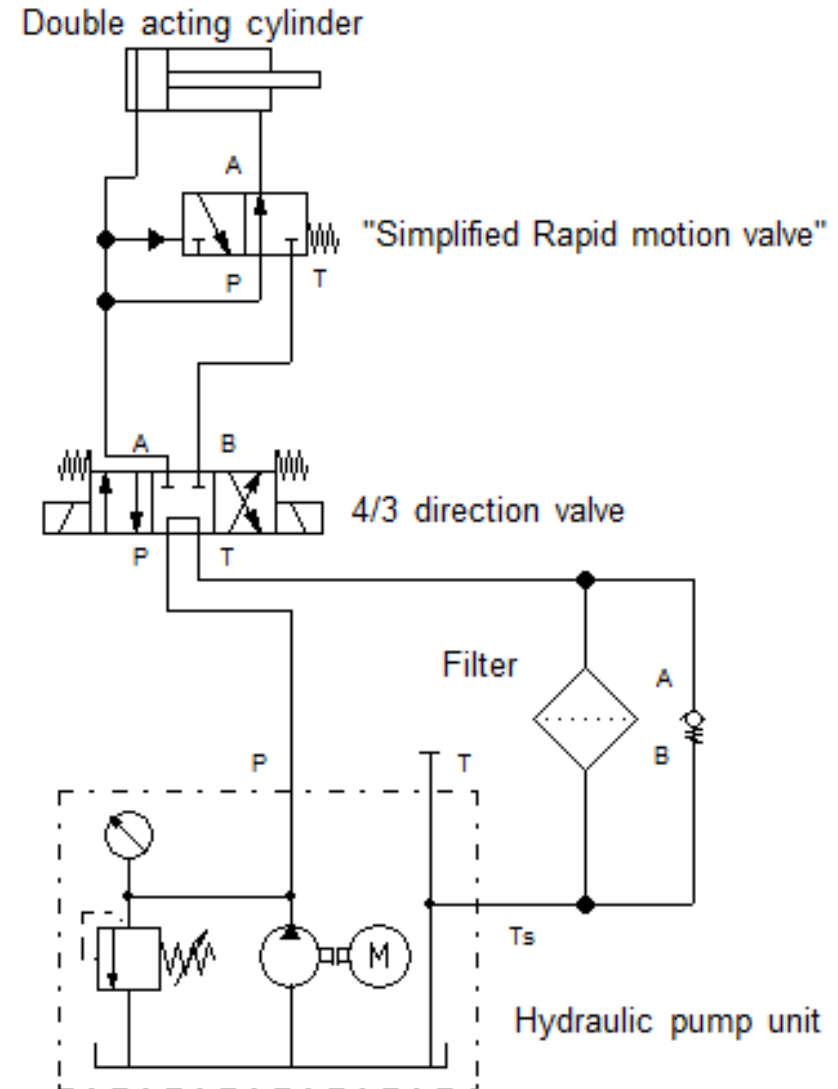 Double acting cylinder
A
"Simplified Rapid motion valve"
P
T
A
B
4/3 direction valve
P
T
Filter
A
B
P
T
M
Ts
Hydraulic pump unit